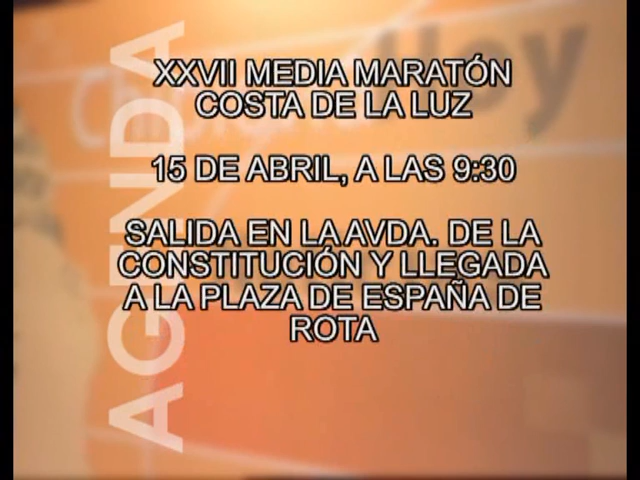 AGENDA
Hoy
XXVII MEDIA MARATÓN
COSTA DE LA LUZ
15 DE ABRIL, A LAS 9:30
SALIDA EN LA AVDA. DE LA
CONSTITUCIÓN Y LLEGADA
A LA PLAZA DE ESPAÑA DE
ROTA